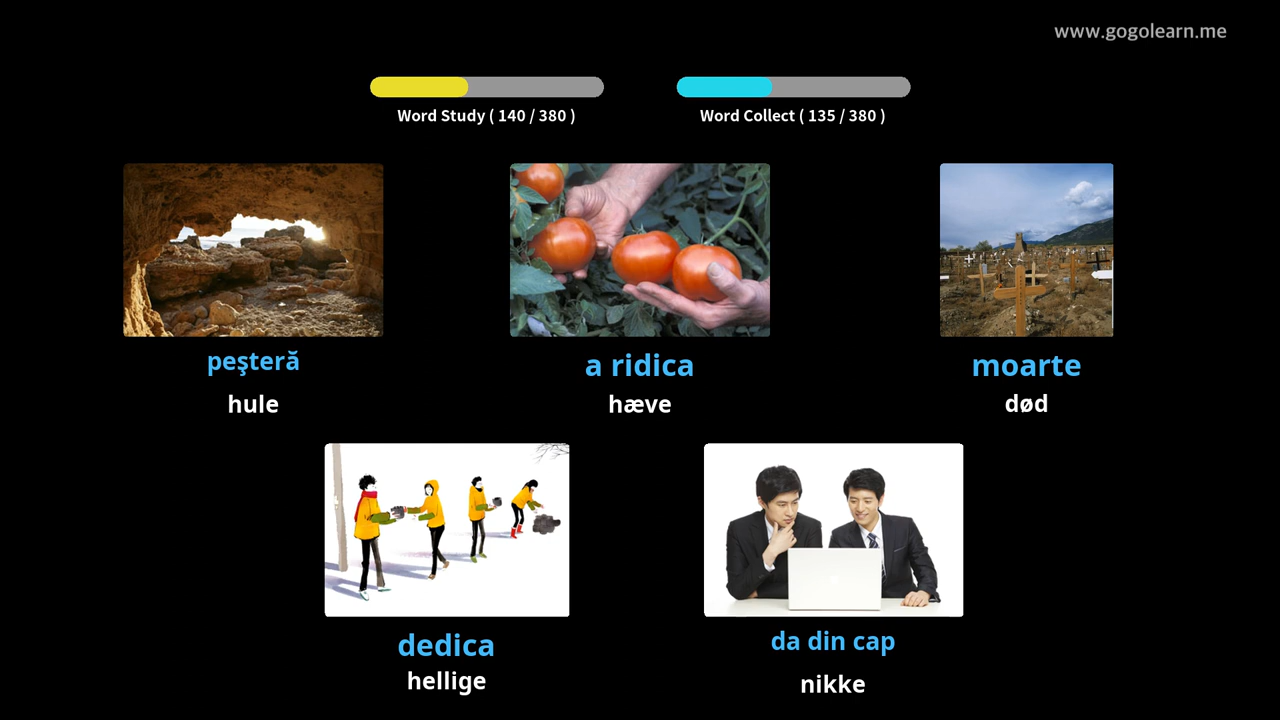 www.gogolearn.me
Word Study ( 140 / 380 )
Word Collect ( 135 / 380 )
peşteră
hule
a ridica
hæve
moarte
død
dedica
hellige
da din cap
nikke